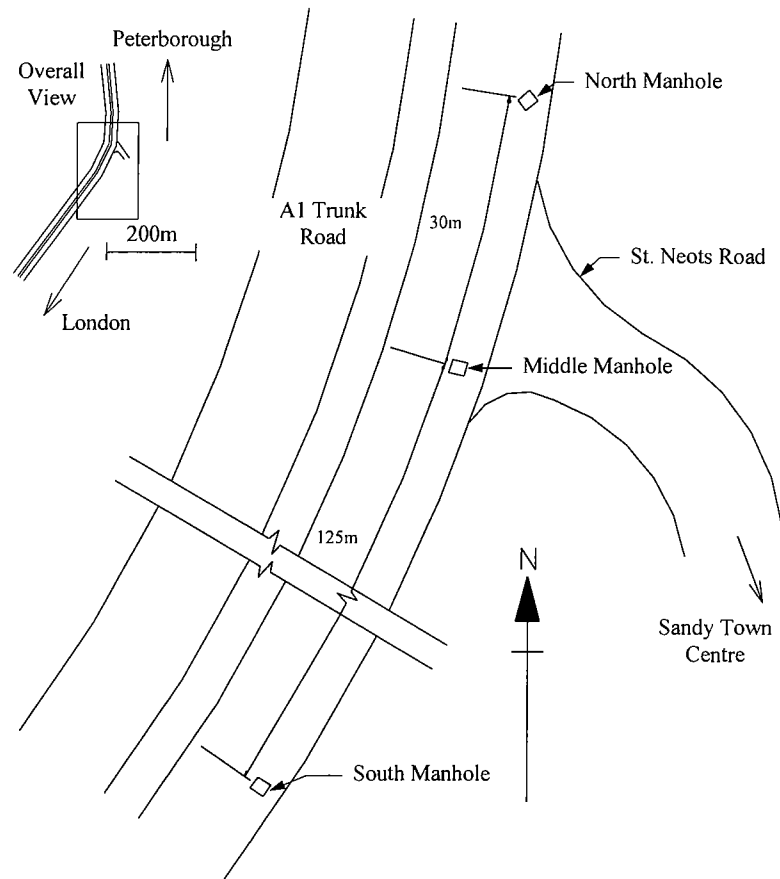 Peterborough
Overall
View
200m
London
A1 Trunk
Road
30m
North Manhole
St. Neots Road
Middle Manhole
125m
N
Sandy Town
Centre
South Manhole